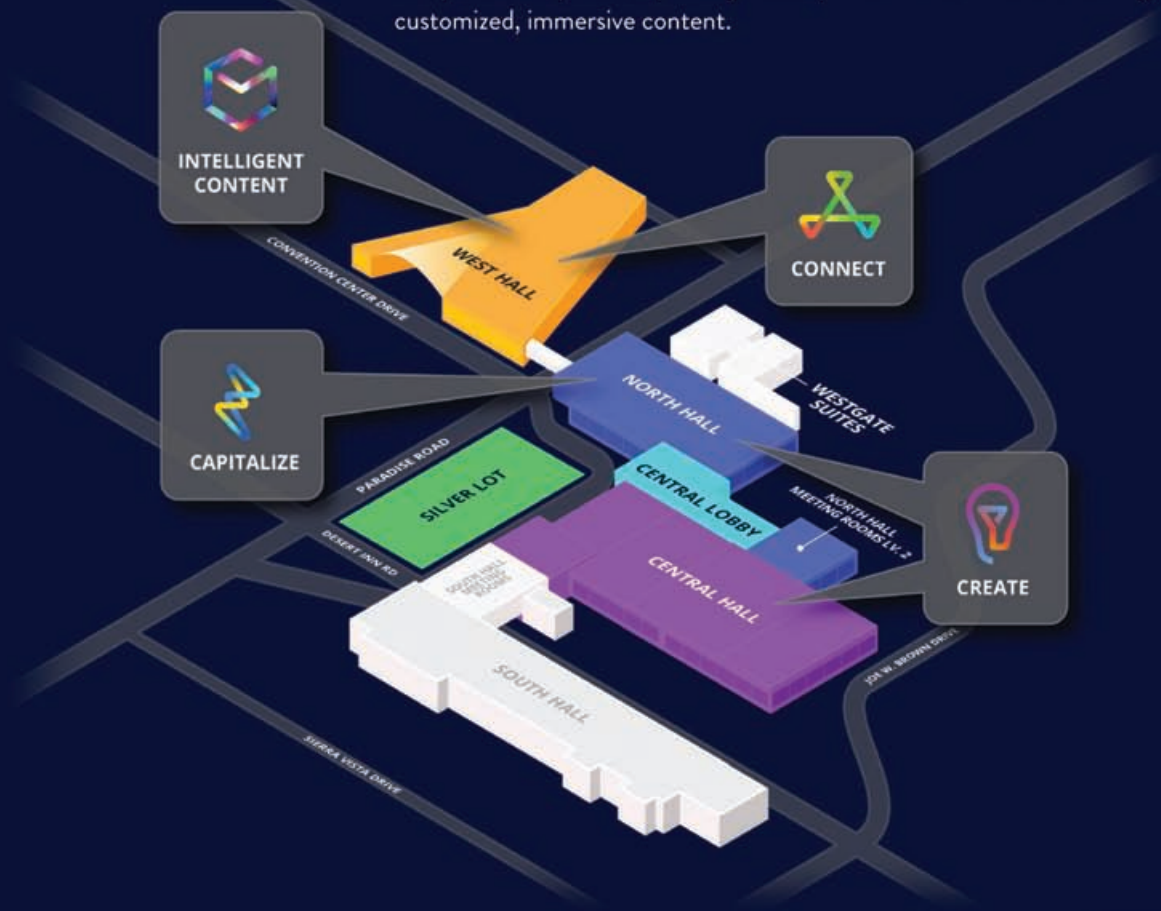 customized, immersive content.
INTELLIGENT
CONTENT
CONNECT
WEST HALL
CONVENTION CENTER DRIVE
CAPITALIZE
NORTH HALL
WESTGATE
SUITES
PARADISE ROAD
SILVER LOT
CENTRAL LOBBY
NORTH HALL
MEETING ROOMS LV. 2
DESERT INN RD
SOUTH HALL
MEETING
ROOMS
CENTRAL HALL
CREATE
JOE W. BROWN DRIVE
SOUTH HALL
SIERRA VISTA DRIVE